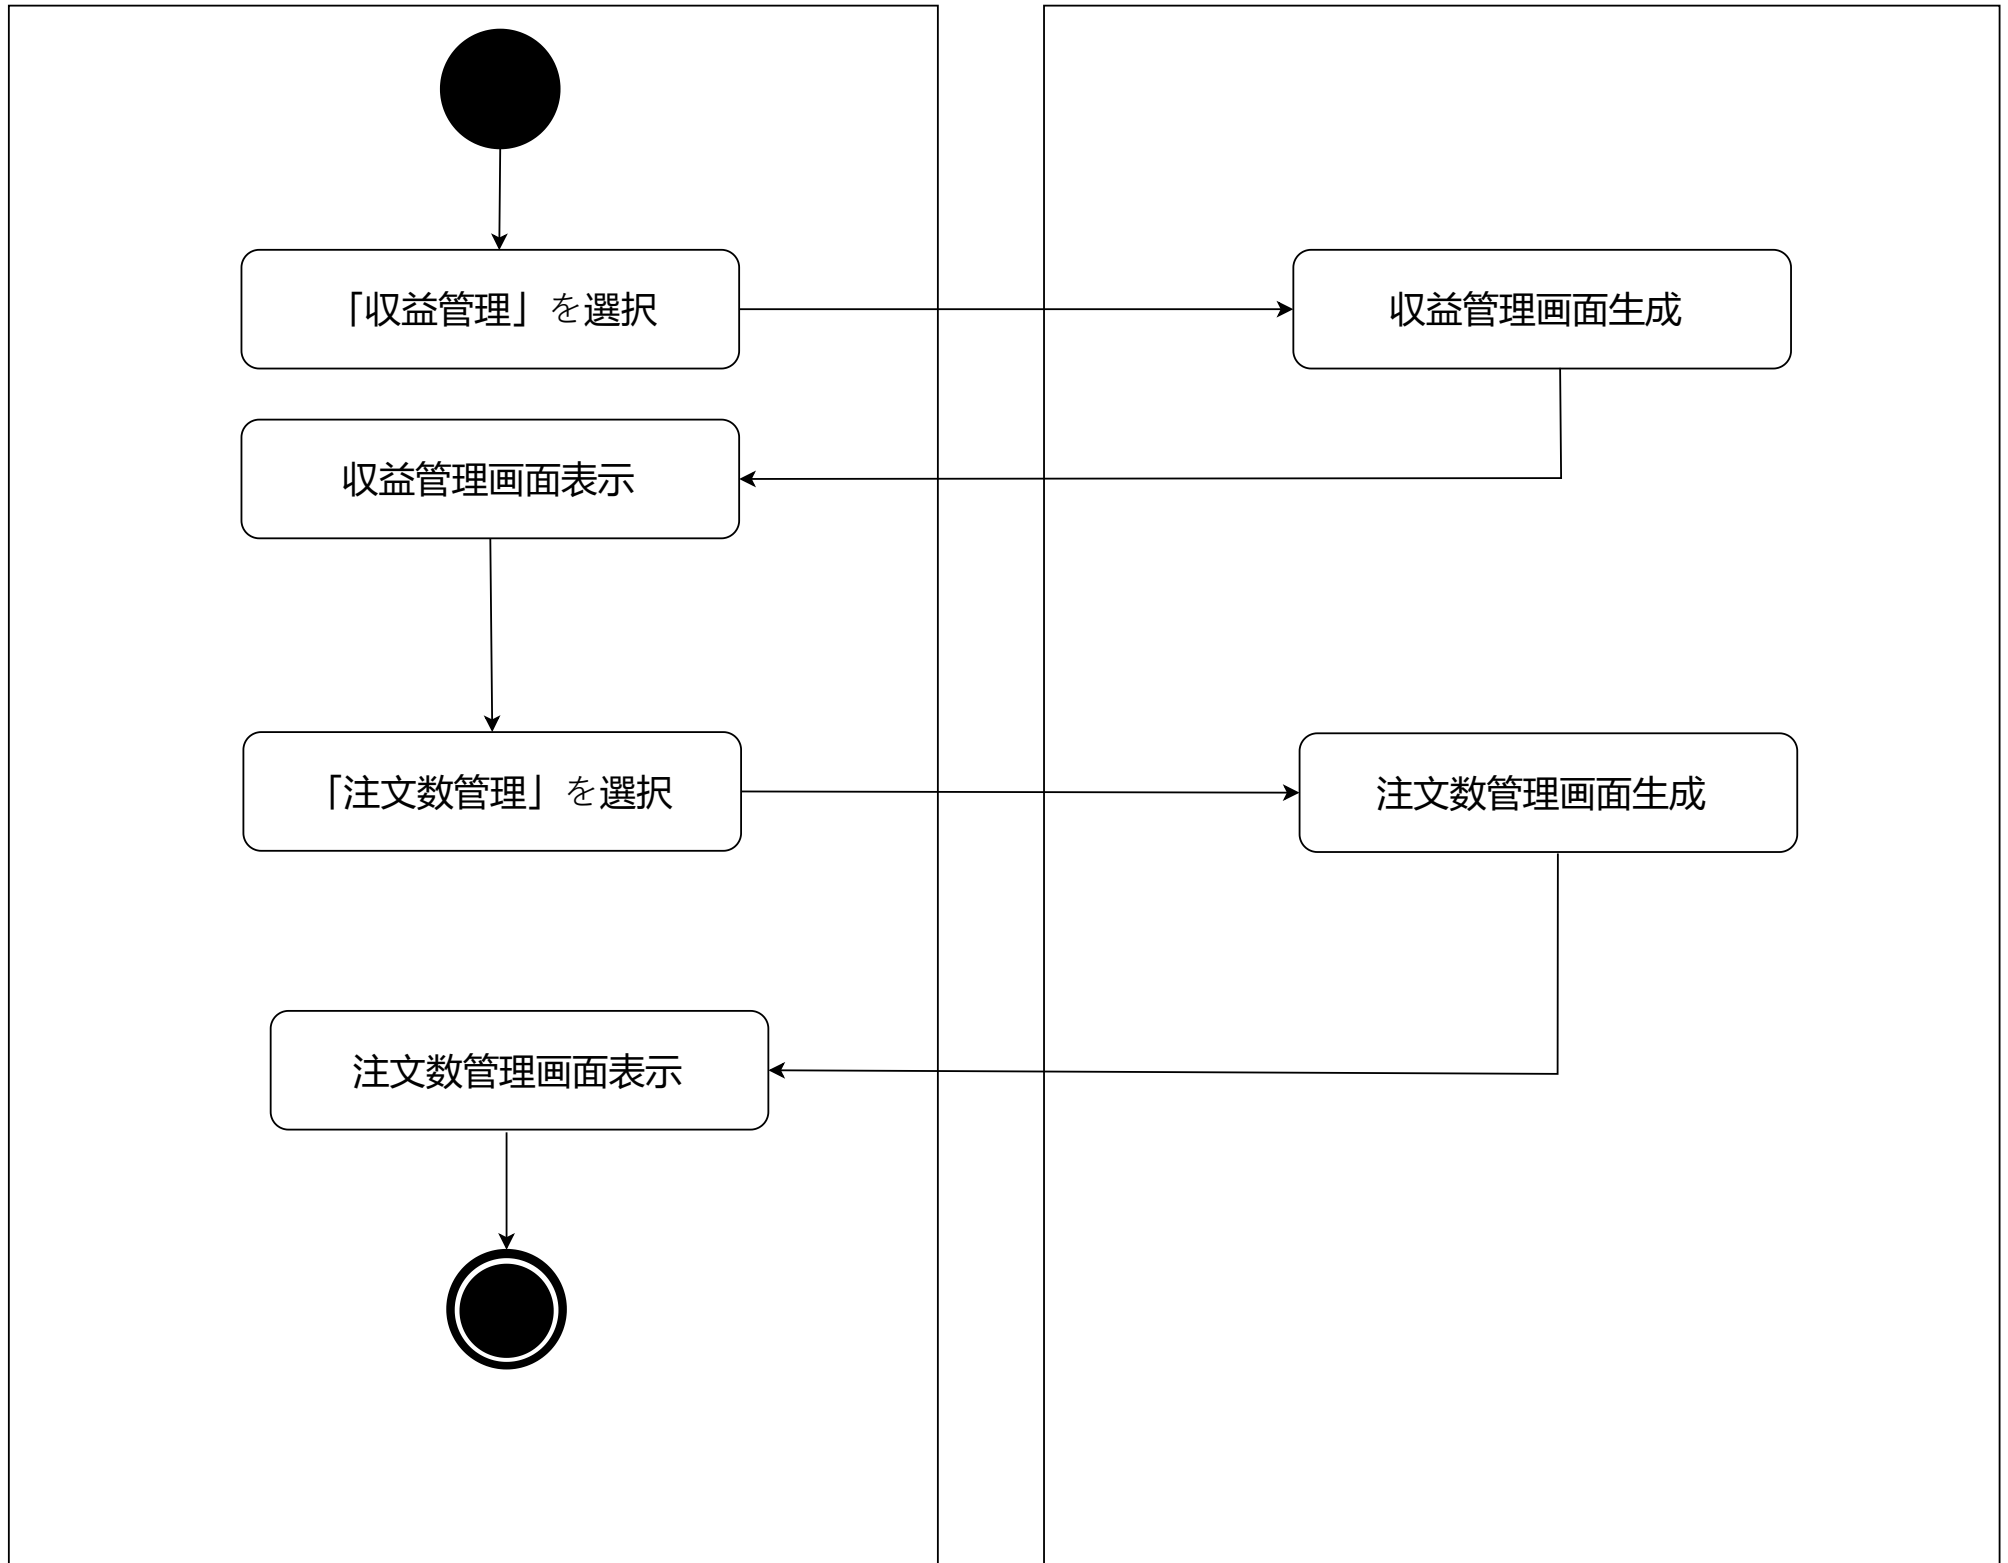 「収益管理」を選択
収益管理画面生成
収益管理画面表示
「注文数管理」を選択
注文数管理画面生成
注文数管理画面表示